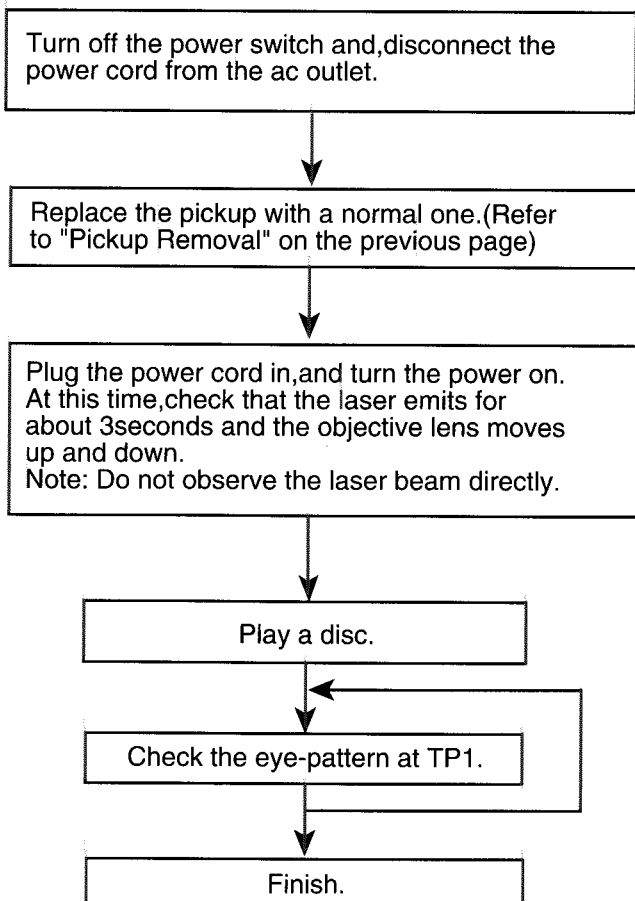 Turn off the power switch and,disconnect the
power cord from the ac outlet.
Replace the pickup with a normal one.(Refer
to "Pickup Removal" on the previous page)
Plug the power cord in,and turn the power on.
At this time,check that the laser emits for
about 3seconds and the objective lens moves
up and down.
Note: Do not observe the laser beam directly.
Play a disc.
Check the eye-pattern at TP1.
Finish.